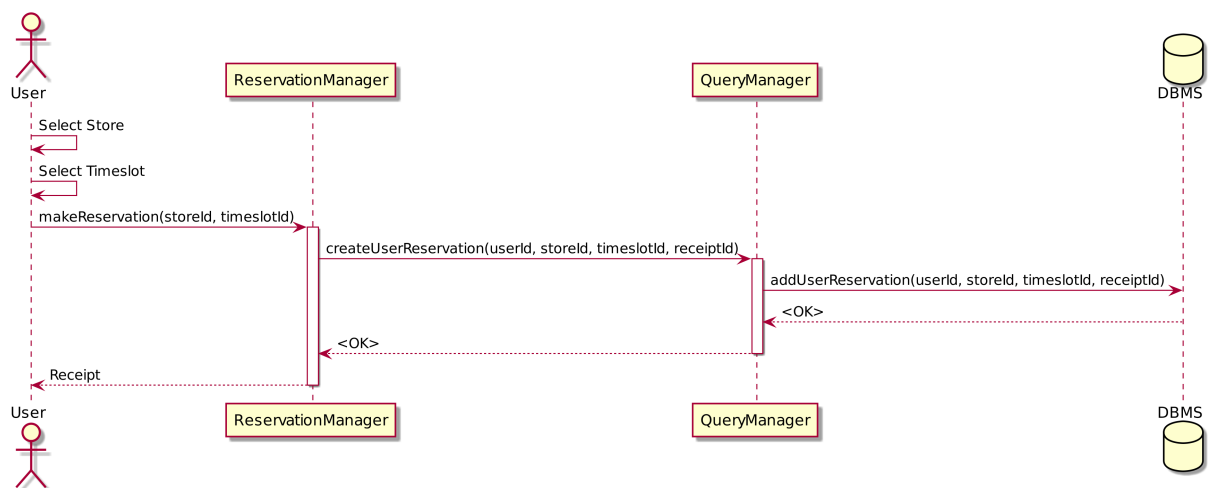 User
ReservationManager
QueryManager
DBMS
Select Store
Select Timeslot
makeReservation(storeId, timeslotId)
createUserReservation(userId, storeId, timeslotId, receiptId)
addUserReservation(userId, storeId, timeslotId, receiptId)
<OK>
<OK>
Receipt
User
ReservationManager
QueryManager
DBMS